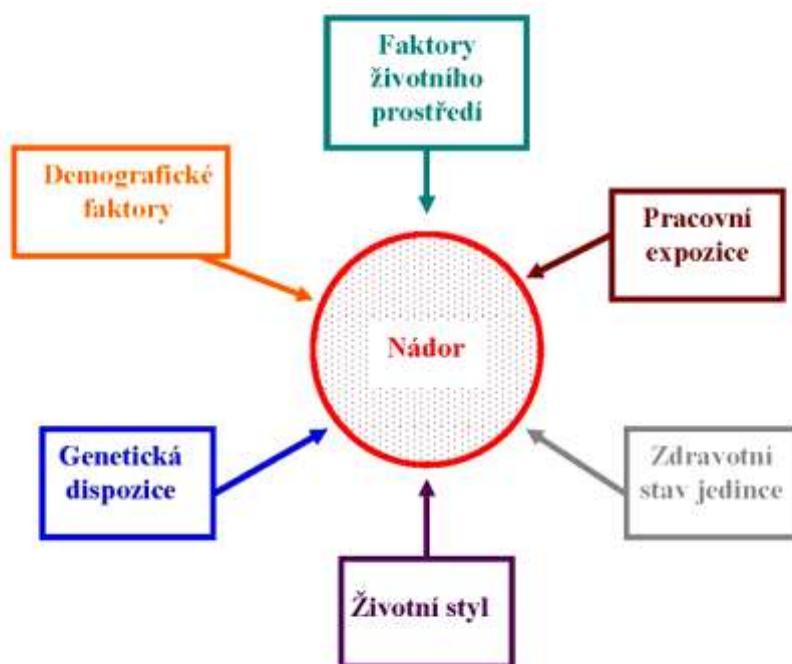 Faktory
životního
prostředí
Demografické
faktory
Pracovní
expozice
Nádor
Genetická
dispozice
Zdravotní
stav jedince
Životní styl